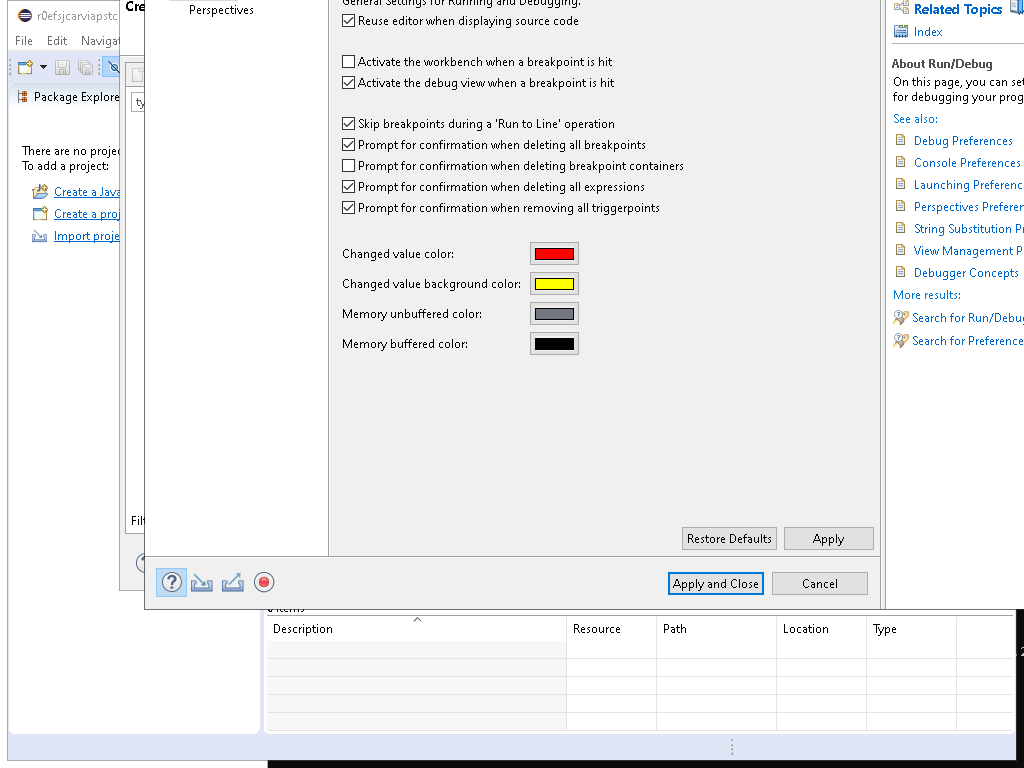 r0efsjcarviapstc
Cre
Perspectives
General Settings for Running and Debugging.
Related Topics
File Edit Navigat
Reuse editor when displaying source code
Index
Activate the workbench when a breakpoint is hit
About Run/Debug
Activate the debug view when a breakpoint is hit
On this page, you can set
for debugging your prog
Package Explore
ty
See also:
Skip breakpoints during a 'Run to Line' operation
Debug Preferences
Prompt for confirmation when deleting all breakpoints
There are no projec
Console Preferences
Prompt for confirmation when deleting breakpoint containers
To add a project:
Launching Preferenc
Prompt for confirmation when deleting all expressions
Create a Java
Perspectives Preferen
Prompt for confirmation when removing all triggerpoints
Create a proj
String Substitution Pr
Import proje
View Management P
Changed value color:
Debugger Concepts
Changed value background color:
More results:
Memory unbuffered color:
Search for Run/Debug
Memory buffered color:
Search for Preference
Filt
Restore Defaults Apply
Apply and Close Cancel
Description Resource Path Location Type